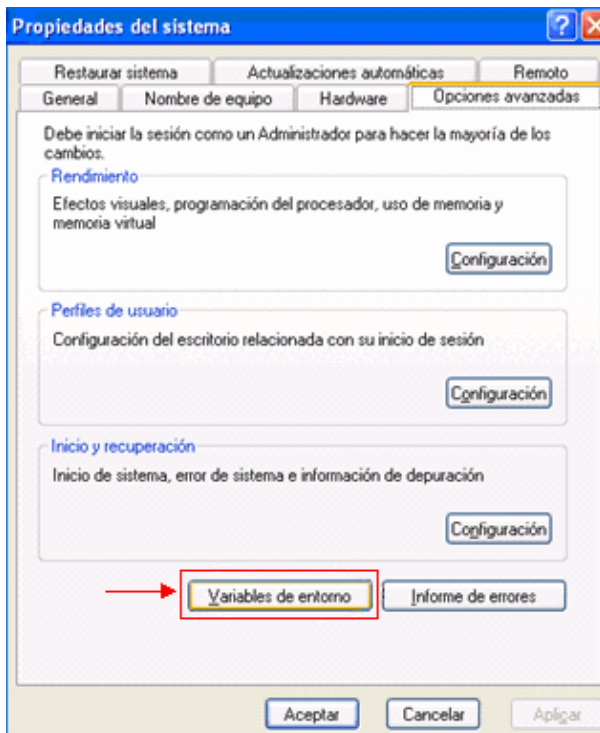 Propiedades del sistema
Restaurar sistema Actualizaciones automáticas Remoto
General Nombre de equipo Hardware Opciones avanzadas
Debe iniciar la sesión como un Administrador para hacer la mayoría de los
cambios.
Rendimiento
Efectos visuales, programación del procesador, uso de memoria y
memoria virtual
Configuración
Perfiles de usuario
Configuración del escritorio relacionada con su inicio de sesión
Configuración
Inicio y recuperación
Inicio de sistema, error de sistema e información de depuración
Configuración
Variables de entorno Informe de errores
Aceptar Cancelar Aplicar